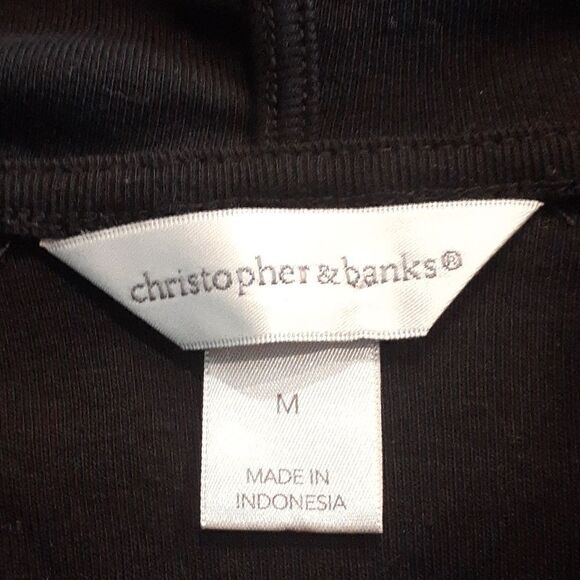 christopher & banks®
M
MADE IN
INDONESIA